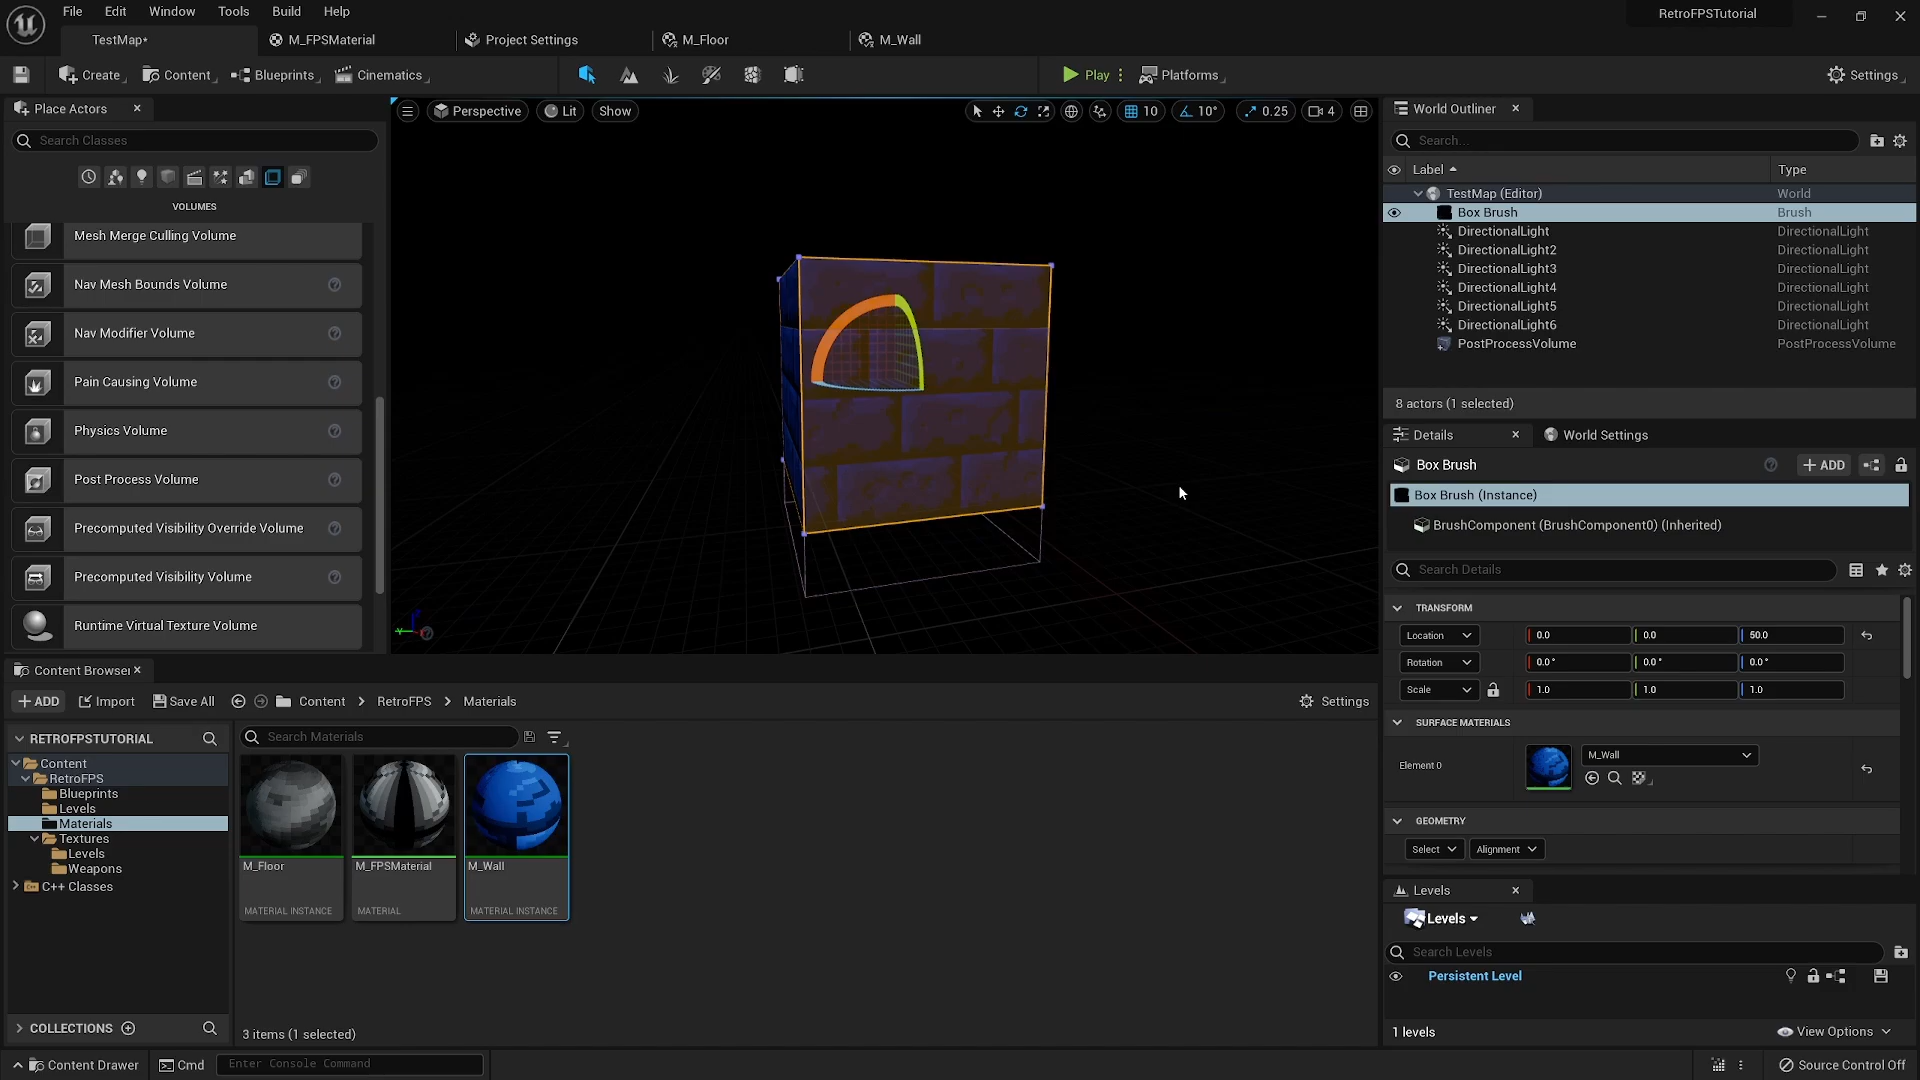 File Edit Window Tools Build Help
RetroFPSTutorial
TestMap•
M_FPSMaterial
Project Settings
M_Floor
M_Wall
Create
Content
Blueprints
Cinematics
Play
Platforms
Settings
Place Actors
Search Classes
VOLUMES
Mesh Merge Culling Volume
Nav Mesh Bounds Volume
Nav Modifier Volume
Pain Causing Volume
Physics Volume
Post Process Volume
Precomputed Visibility Override Volume
Precomputed Visibility Volume
Runtime Virtual Texture Volume
Perspective
Lit
Show
10
10°
0.25
4
World Outliner
Search...
Label
Type
TestMap (Editor) World
Box Brush Brush
DirectionalLight DirectionalLight
DirectionalLight2 DirectionalLight
DirectionalLight3 DirectionalLight
DirectionalLight4 DirectionalLight
DirectionalLight5 DirectionalLight
DirectionalLight6 DirectionalLight
PostProcessVolume PostProcessVolume
8 actors (1 selected)
Details
World Settings
Box Brush
+ ADD
Box Brush (Instance)
BrushComponent (BrushComponent0) (Inherited)
Search Details
TRANSFORM
Location 0.0 0.0 50.0
Rotation 0.0° 0.0° 0.0°
Scale 1.0 1.0 1.0
SURFACE MATERIALS
Element 0
M_Wall
GEOMETRY
Select
Alignment
Levels
Levels
Search Levels
Persistent Level
1 levels
View Options
Content Browser
+ ADD
Import
Save All
Content
RetroFPS
Materials
Settings
RETROFPSTUTORIAL
Search Materials
Content
RetroFPS
Blueprints
Levels
Materials
Textures
Levels
Weapons
C++ Classes
M_Floor
MATERIAL INSTANCE
M_FPSMaterial
MATERIAL
M_Wall
MATERIAL INSTANCE
COLLECTIONS
3 items (1 selected)
Content Drawer
Cmd
Enter Console Command
Source Control Off